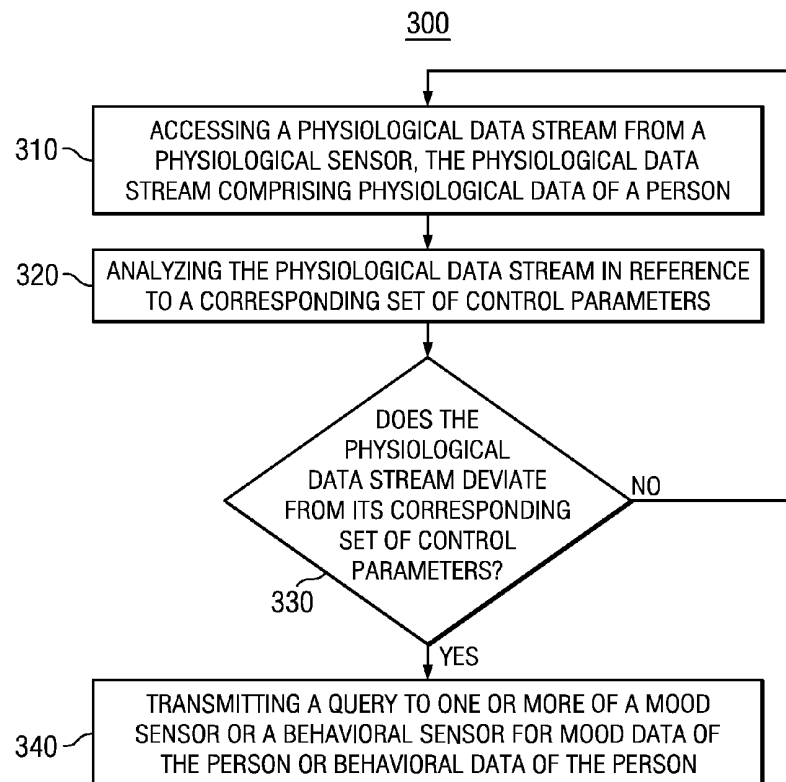 300
310
ACCESSING A PHYSIOLOGICAL DATA STREAM FROM A
PHYSIOLOGICAL SENSOR, THE PHYSIOLOGICAL DATA
STREAM COMPRISING PHYSIOLOGICAL DATA OF A PERSON
320
ANALYZING THE PHYSIOLOGICAL DATA STREAM IN REFERENCE
TO A CORRESPONDING SET OF CONTROL PARAMETERS
DOES THE
PHYSIOLOGICAL
DATA STREAM DEVIATE
FROM ITS CORRESPONDING
SET OF CONTROL
PARAMETERS?
NO
330
YES
340
TRANSMITTING A QUERY TO ONE OR MORE OF A MOOD
SENSOR OR A BEHAVIORAL SENSOR FOR MOOD DATA OF
THE PERSON OR BEHAVIORAL DATA OF THE PERSON